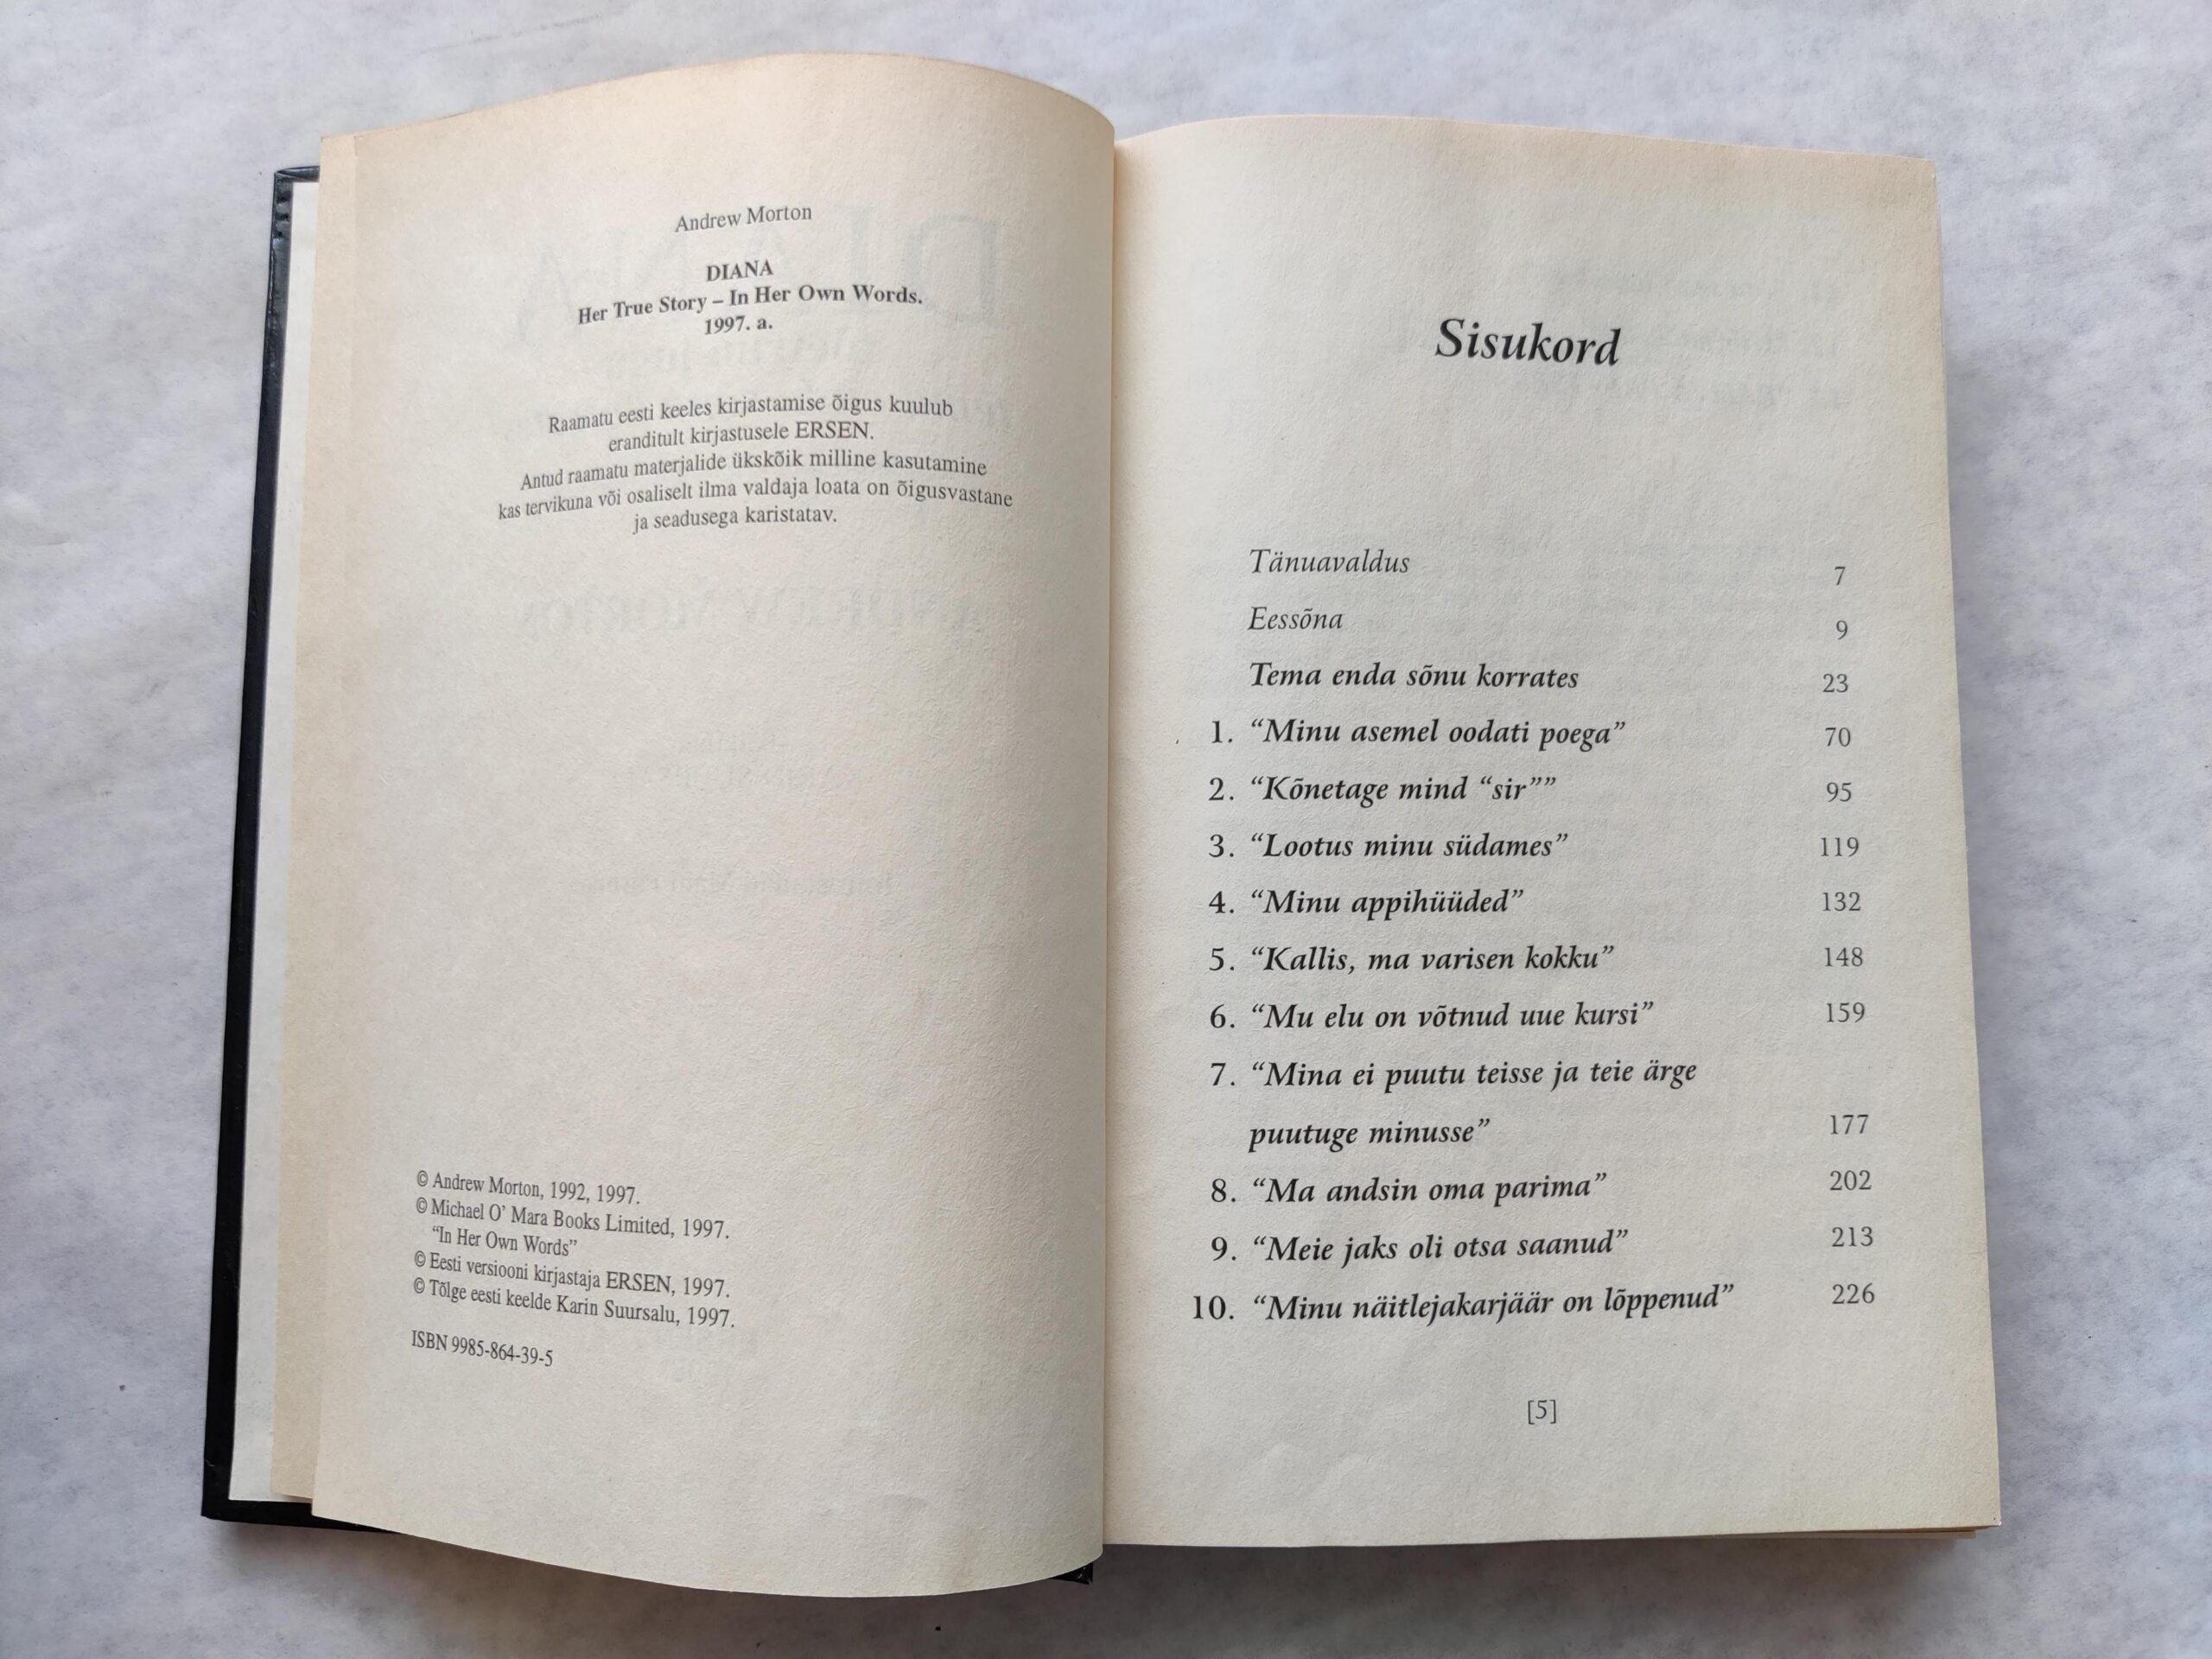 Andrew Morton
DIANA
Her True Story – In Her Own Words.
1997. a.
Raamatu eesti keeles kirjastamise õigus kuulub
eranditult kirjastusele ERSEN.
Antud raamatu materjalide ükskõik milline kasutamine
kas tervikuna või osaliselt ilma valdaja loata on õigusvastane
ja seadusega karistatav.
© Andrew Morton, 1992, 1997.
© Michael O' Mara Books Limited, 1997.
“In Her Own Words”
© Eesti versiooni kirjastaja ERSEN, 1997.
© Tõlge eesti keelde Karin Suursalu, 1997.
ISBN 9985-864-39-5
Sisukord
Tänuavaldus 7
Eessõna 9
Tema enda sõnu korrates 23
1. “Minu asemel oodati poega” 70
2. “Kõnetage mind “sir”” 95
3. “Lootus minu südames” 119
4. “Minu appihüüded” 132
5. “Kallis, ma varisen kokku” 148
6. “Mu elu on võtnud uue kursi” 159
7. “Mina ei puutu teisse ja teie ärge
puutuge minusse” 177
8. “Ma andsin oma parima” 202
9. “Meie jaks oli otsa saanud” 213
10. “Minu näitlejakarjäär on lõppenud” 226
[5]